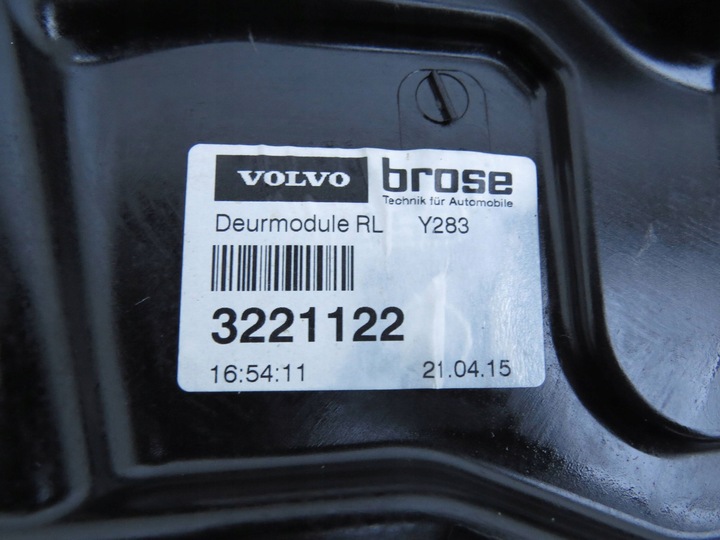 VOLVO brose
Technik für Automobile
Deurmodule RL Y283
3221122
16:54:11 21.04.15